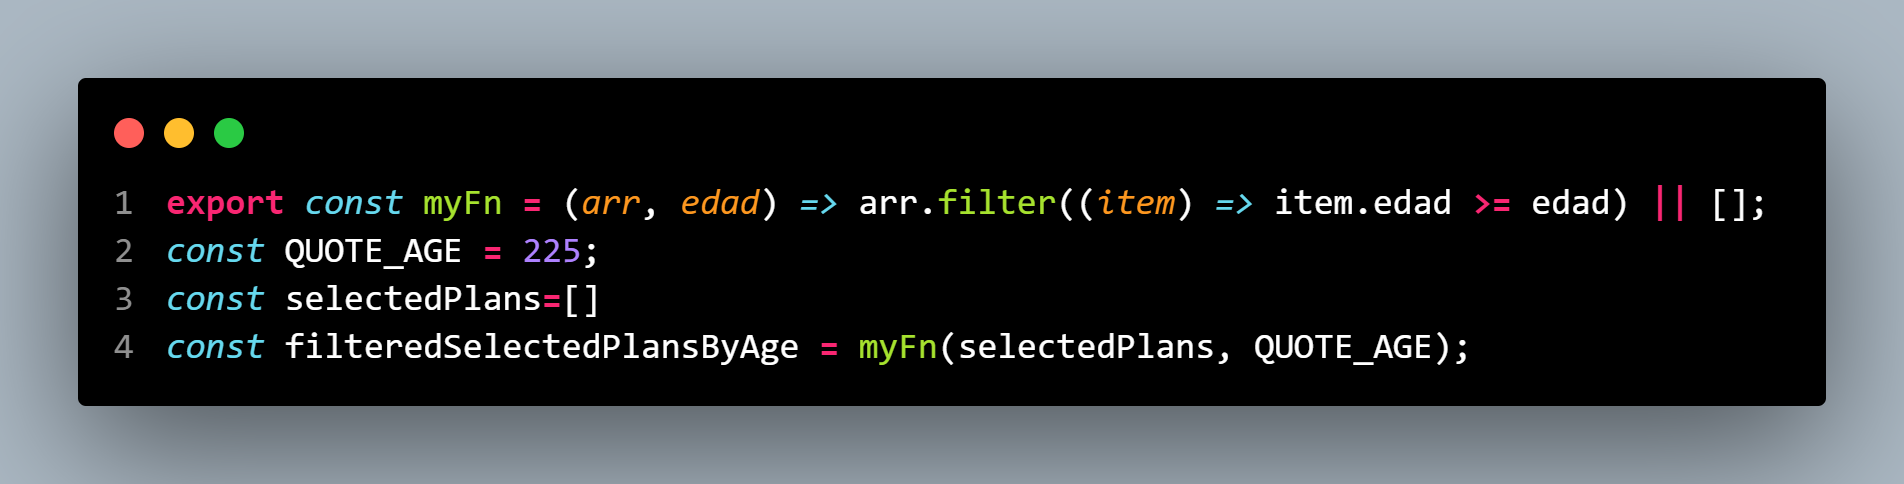 1 export const myFn = (arr, edad) => arr.filter((item) => item.edad >= edad) || [];
2 const QUOTE_AGE = 225;
3 const selectedPlans=[]
4 const filteredSelectedPlansByAge = myFn(selectedPlans, QUOTE_AGE);